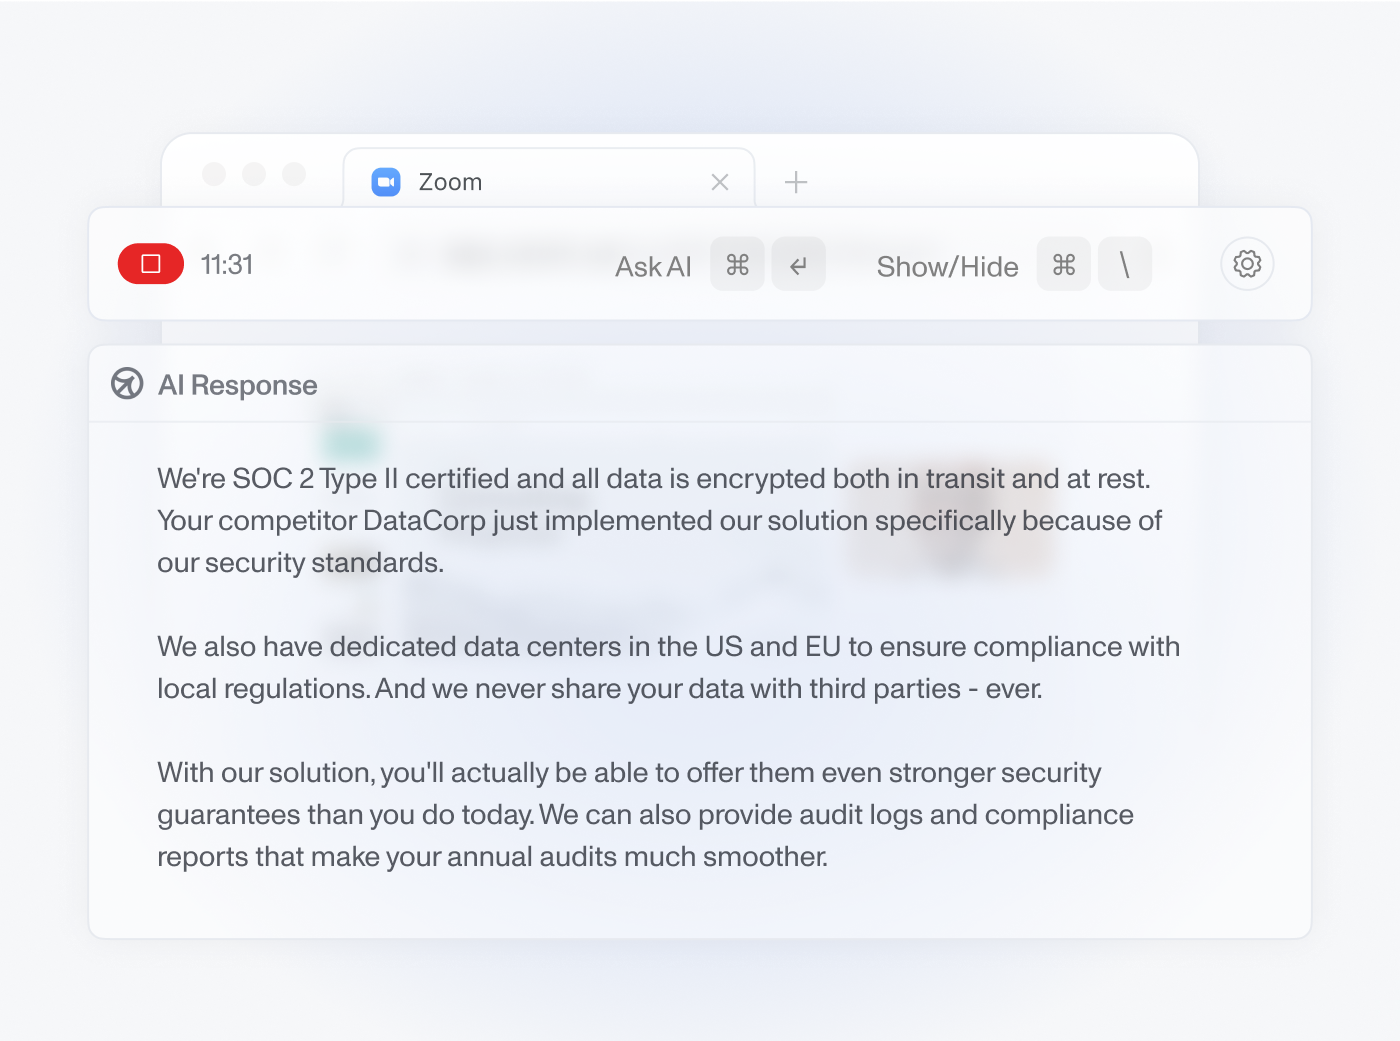 Zoom
11:31
Ask AI ⌘ ↵ Show/Hide ⌘ \
AI Response
We're SOC 2 Type II certified and all data is encrypted both in transit and at rest.
Your competitor DataCorp just implemented our solution specifically because of
our security standards.
We also have dedicated data centers in the US and EU to ensure compliance with
local regulations. And we never share your data with third parties - ever.
With our solution, you'll actually be able to offer them even stronger security
guarantees than you do today. We can also provide audit logs and compliance
reports that make your annual audits much smoother.